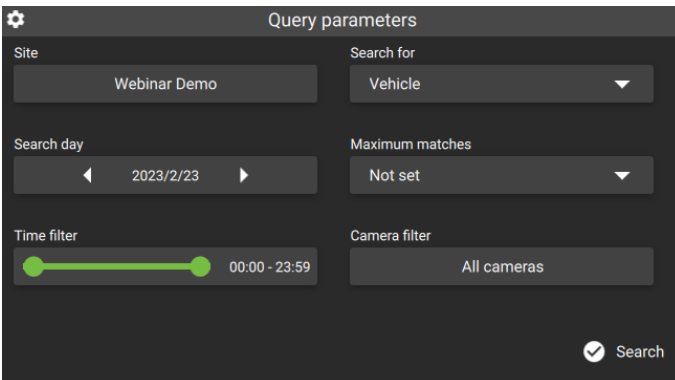 Query parameters
Site
Search for
Webinar Demo
Vehicle
Search day
Maximum matches
2023/2/23
Not set
Time filter
Camera filter
00:00 - 23:59
All cameras
Search